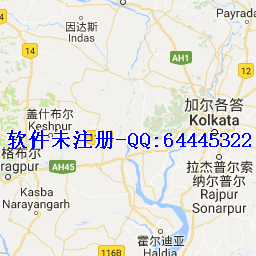 因达斯
Indas
Payrada
14
2
AH1
盖什布尔
Keshpur
加尔各答
Kolkata
软件未注册-QQ:64445322
格布尔
ragpur
AH45
拉杰普尔索
纳尔普尔
Rajpur
Sonarpur
Kasba
Narayangarh
霍尔迪亚
Haldia
116B